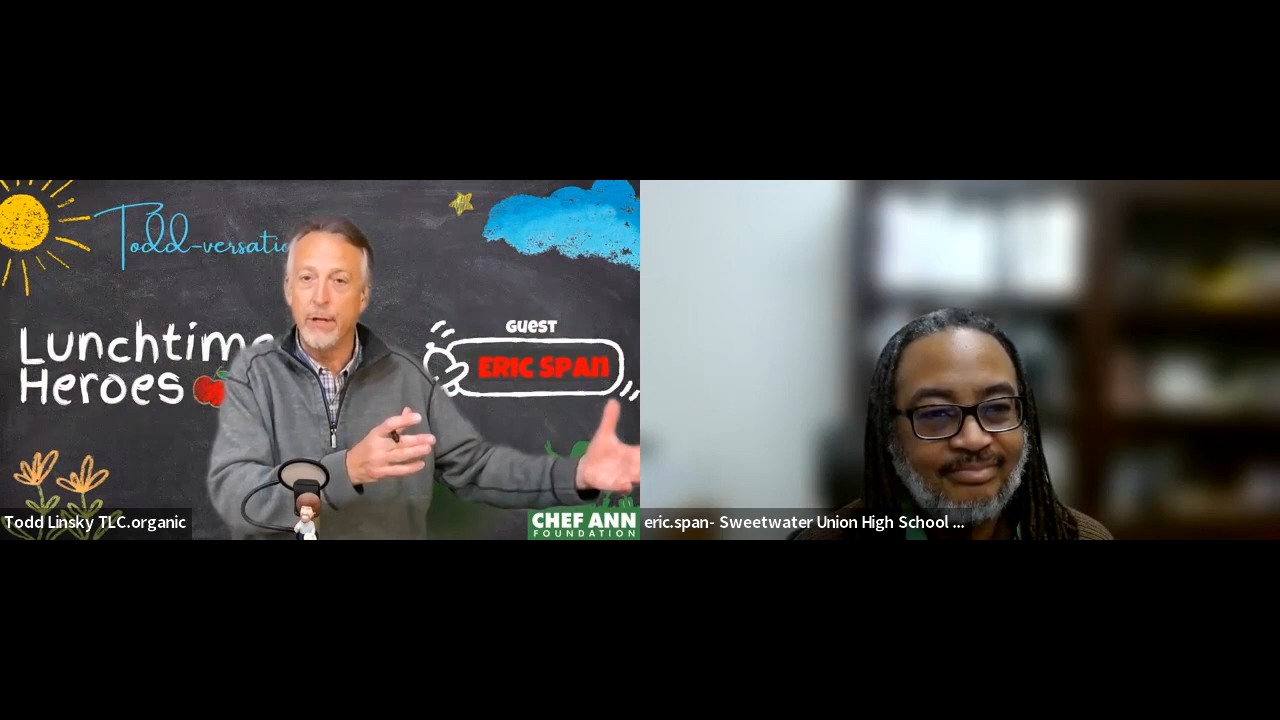 Todd-versatio
Lunchtime
Heroes
GUEST
ERIC SPAN
CHEF ANN
FOUNDATION
Todd Linsky TLC.organic
eric.span- Sweetwater Union High School ...